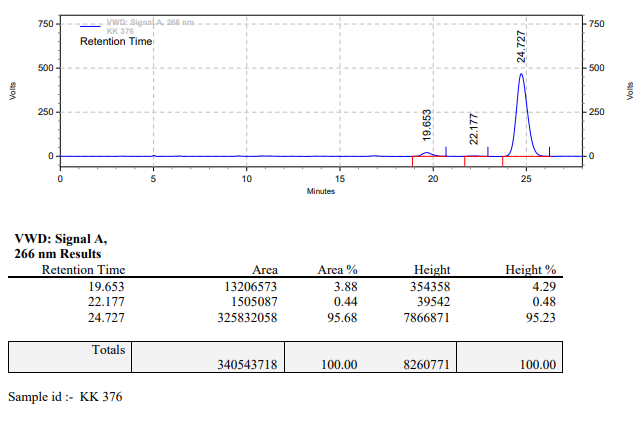 VWD: Signal A, 266 nm
KK 376
Retention Time
750
500
250
0
750
500
250
0
Volts
Volts
19.653
22.177
24.727
0 5 10 15 20 25
Minutes
VWD: Signal A,
266 nm Results
Retention Time Area Area % Height Height %
19.653 13206573 3.88 354358 4.29
22.177 1505087 0.44 39542 0.48
24.727 325832058 95.68 7866871 95.23
Totals
340543718 100.00 8260771 100.00
Sample id :- KK 376